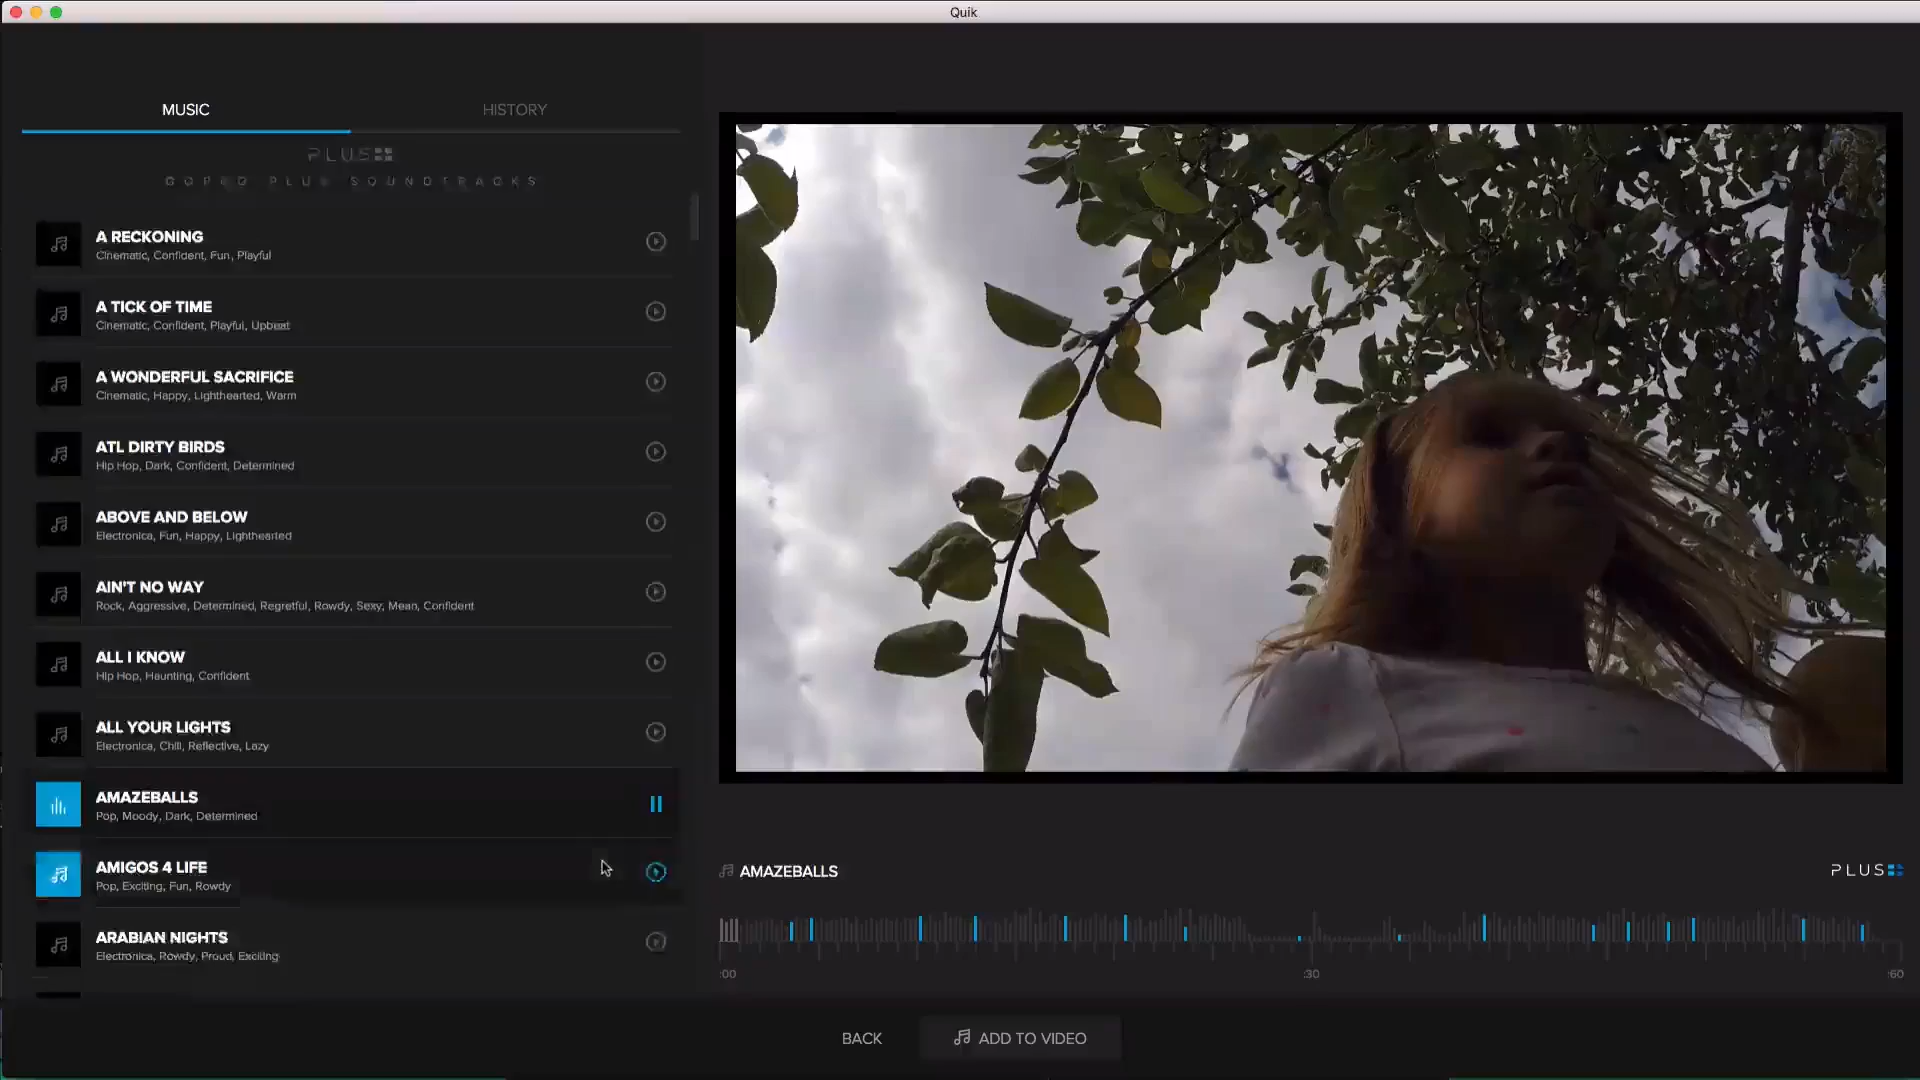 Quik
MUSIC
HISTORY
PLUS
GOPRO PLUS SOUNDTRACKS
A RECKONING
Cinematic, Confident, Fun, Playful
A TICK OF TIME
Cinematic, Confident, Playful, Upbeat
A WONDERFUL SACRIFICE
Cinematic, Happy, Lighthearted, Warm
ATL DIRTY BIRDS
Hip Hop, Dark, Confident, Determined
ABOVE AND BELOW
Electronica, Fun, Happy, Lighthearted
AIN'T NO WAY
Rock, Aggressive, Determined, Regretful, Rowdy, Sexy, Mean, Confident
ALL I KNOW
Hip Hop, Haunting, Confident
ALL YOUR LIGHTS
Electronica, Chill, Reflective, Lazy
AMAZEBALLS
Pop, Moody, Dark, Determined
AMIGOS 4 LIFE
Pop, Exciting, Fun, Rowdy
ARABIAN NIGHTS
Electronica, Rowdy, Proud, Exciting
AMAZEBALLS
PLUS
:00
:30
:60
BACK
ADD TO VIDEO